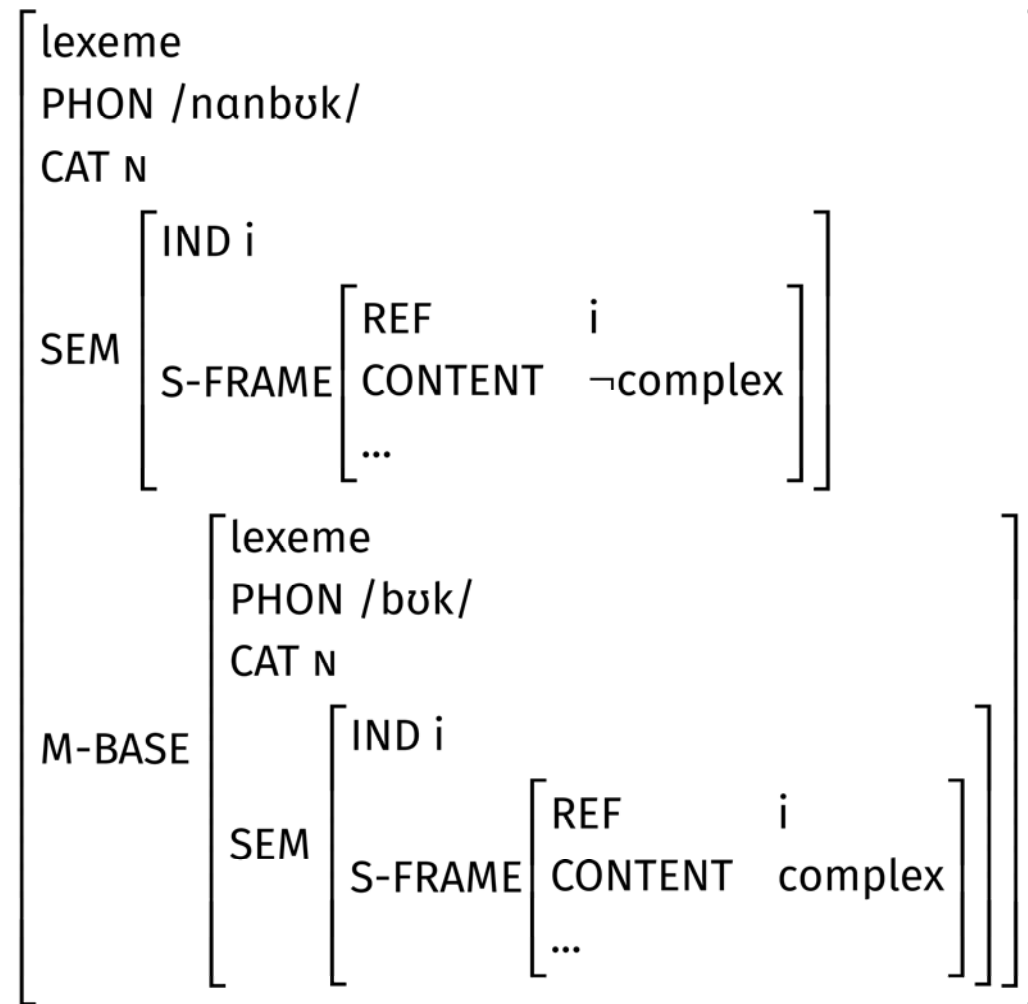 lexeme
PHON /nɑnbʊk/
CAT ɴ
SEM
IND i
S-FRAME
REF i
CONTENT ¬complex
...
M-BASE
lexeme
PHON /bʊk/
CAT ɴ
SEM
IND i
S-FRAME
REF i
CONTENT complex
...